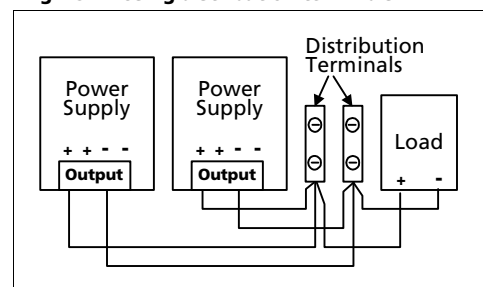 Distribution
Terminals
Power
Supply
+ + - -
Output
Power
Supply
+ + - -
Output
Load
+ -